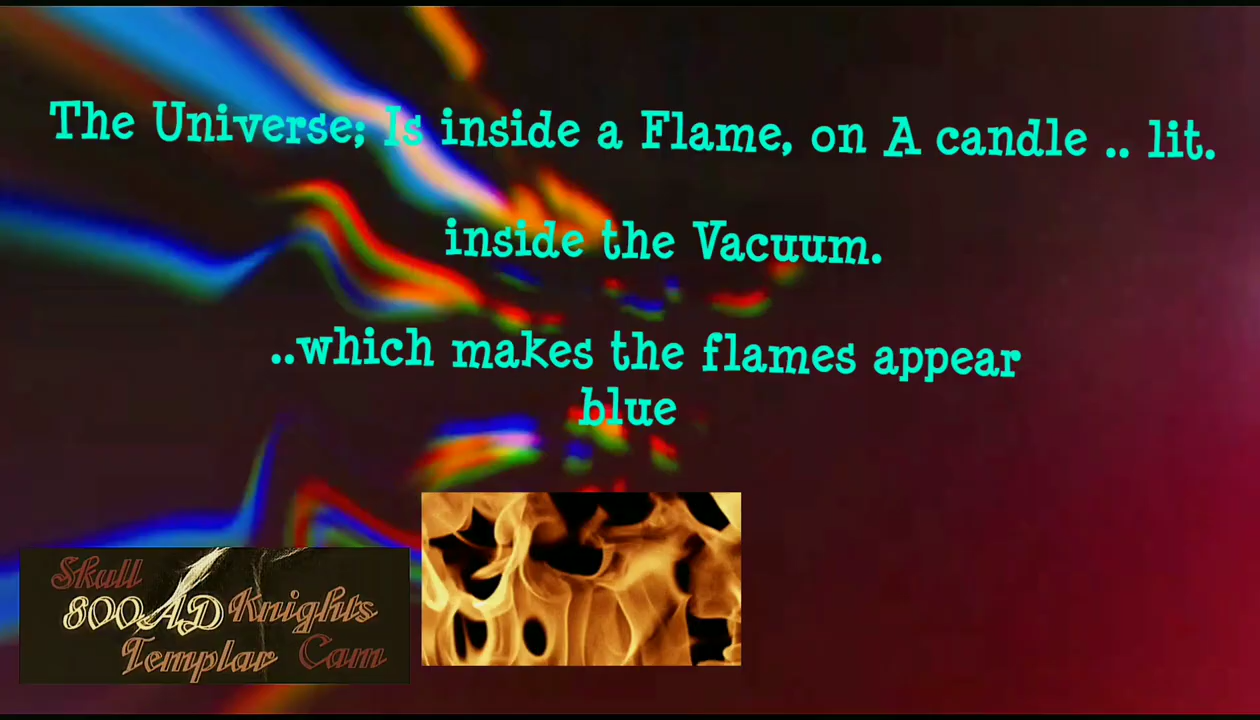 The Universe; Is inside a Flame, on A candle .. lit.
inside the Vacuum.
..which makes the flames appear
blue
Skull
800AD Knights
Templar Cam